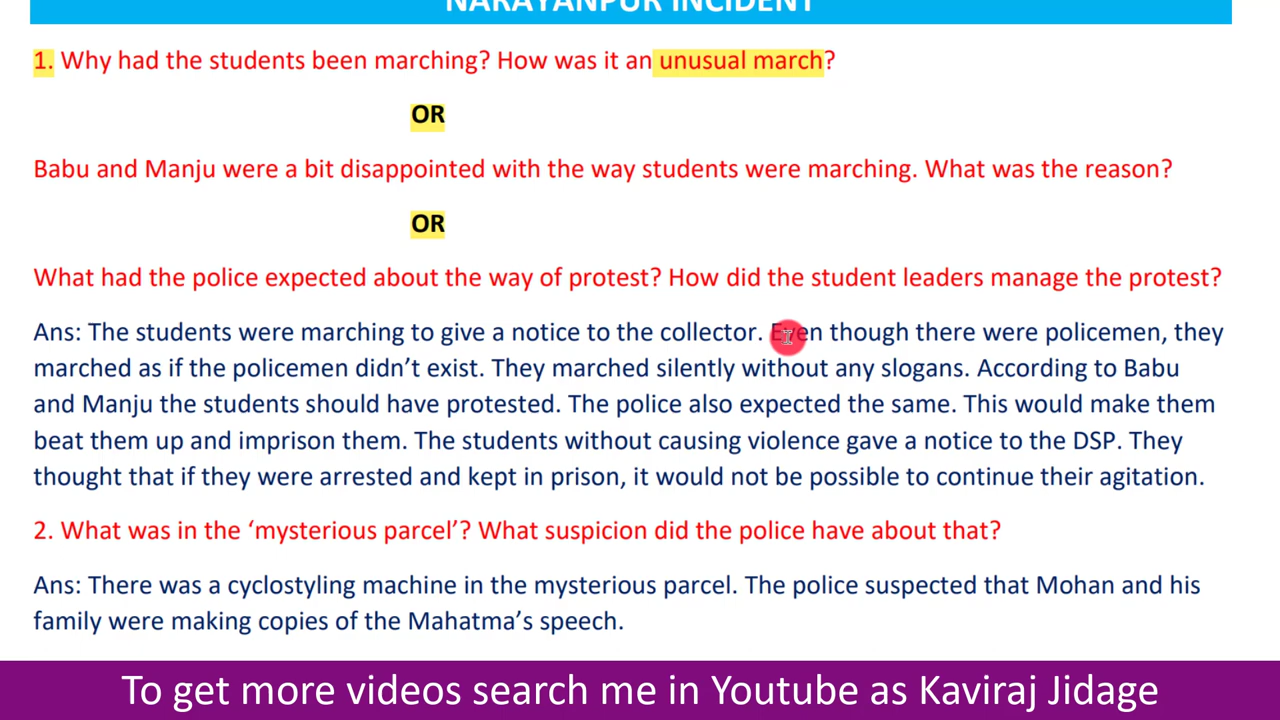 NARAYANPUR INCIDENT
1. Why had the students been marching? How was it an unusual march?
OR
Babu and Manju were a bit disappointed with the way students were marching. What was the reason?
OR
What had the police expected about the way of protest? How did the student leaders manage the protest?
Ans: The students were marching to give a notice to the collector. Even though there were policemen, they
marched as if the policemen didn’t exist. They marched silently without any slogans. According to Babu
and Manju the students should have protested. The police also expected the same. This would make them
beat them up and imprison them. The students without causing violence gave a notice to the DSP. They
thought that if they were arrested and kept in prison, it would not be possible to continue their agitation.
2. What was in the ‘mysterious parcel’? What suspicion did the police have about that?
Ans: There was a cyclostyling machine in the mysterious parcel. The police suspected that Mohan and his
family were making copies of the Mahatma’s speech.
To get more videos search me in Youtube as Kaviraj Jidage